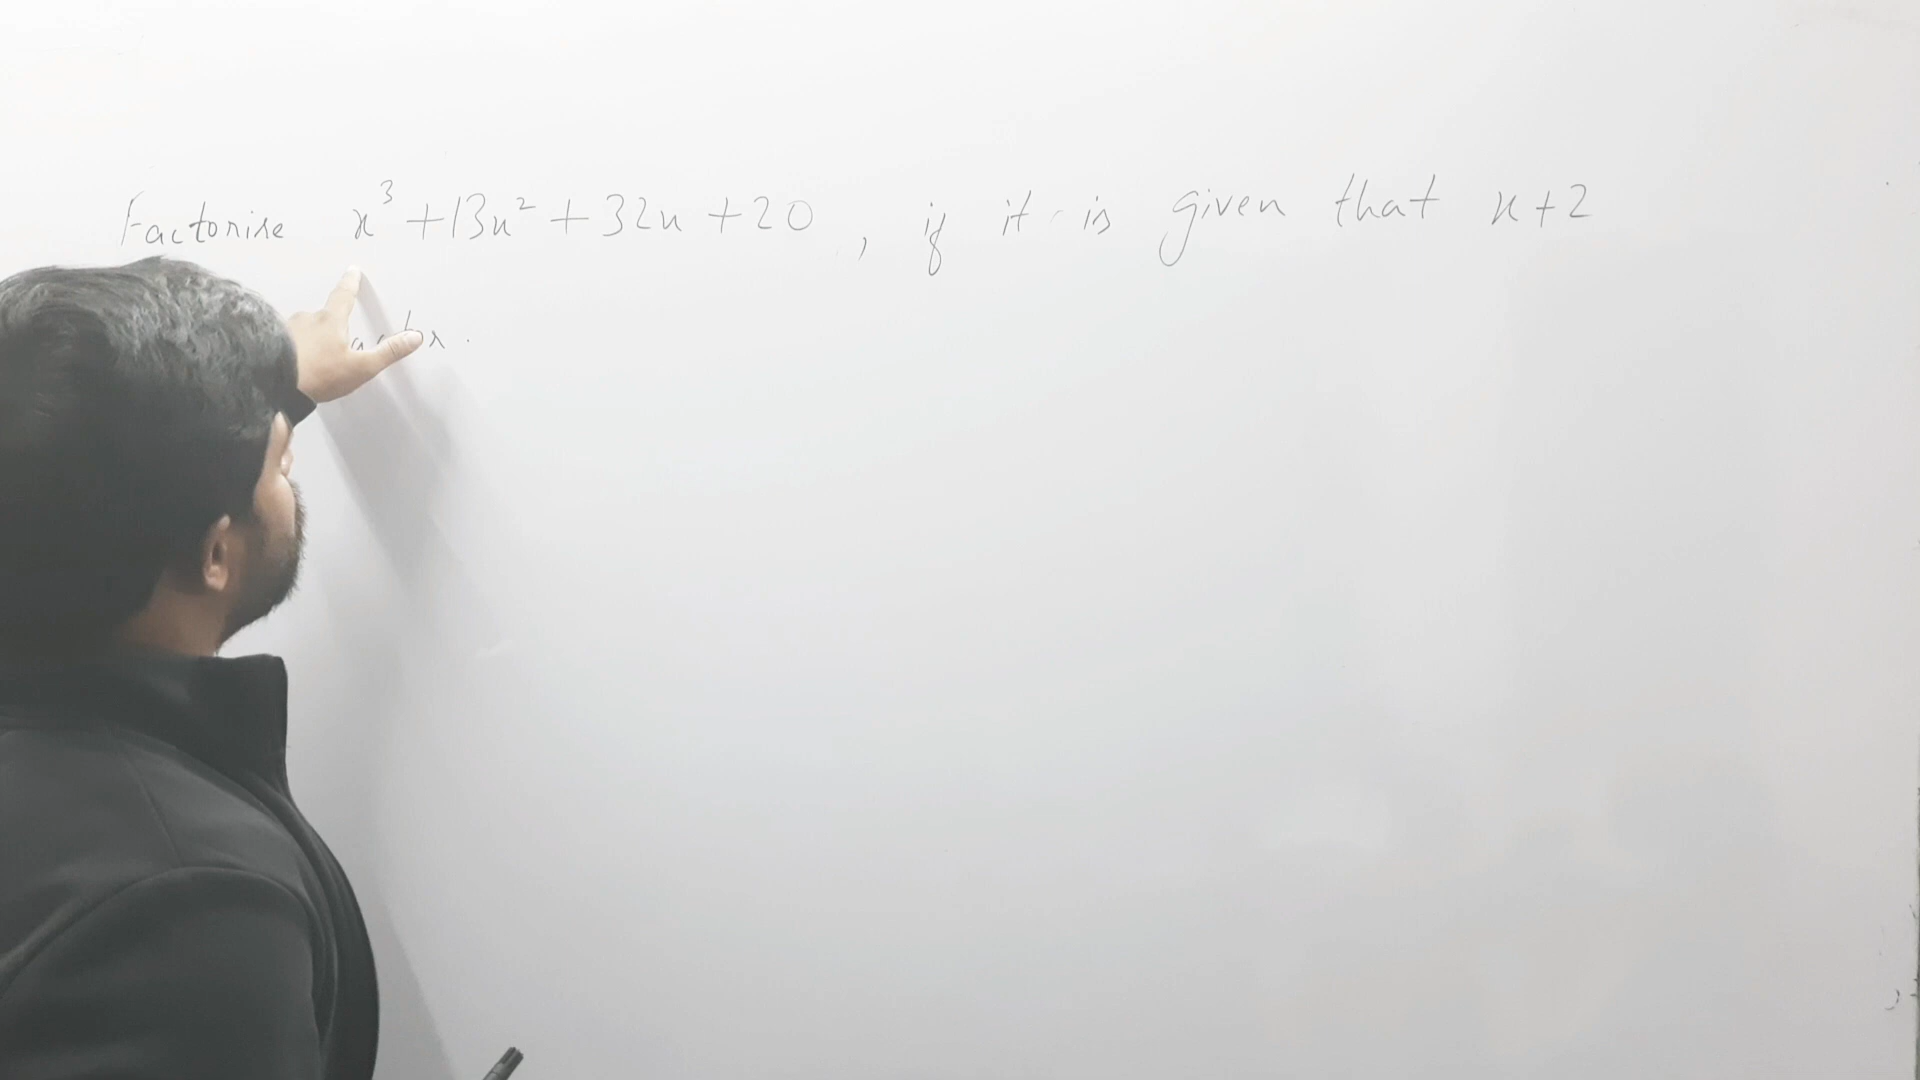 Factorise x³ + 13x² + 32x + 20 , if it is given that x + 2